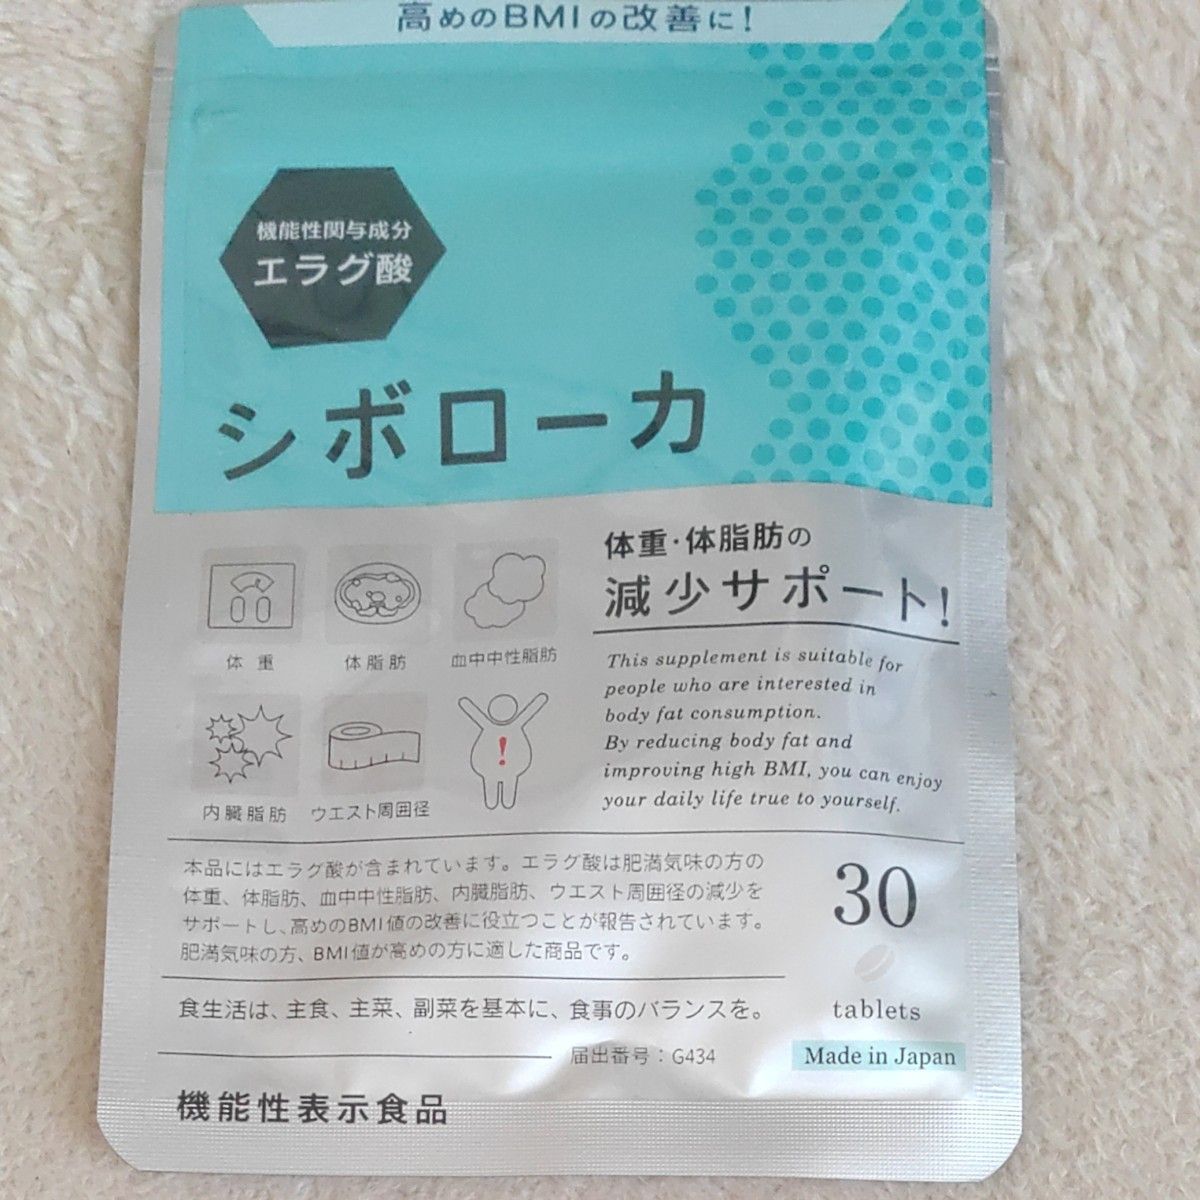 高めのBMIの改善に!
機能性関与成分
エラグ酸
シボローカ
体重・体脂肪の
減少サポート!
体重
体脂肪
血中中性脂肪
内臓脂肪
ウエスト周囲径
!
This supplement is suitable for
people who are interested in
body fat consumption.
By reducing body fat and
improving high BMI, you can enjoy
your daily life true to yourself.
本品にはエラグ酸が含まれています。エラグ酸は肥満気味の方の
体重、体脂肪、血中中性脂肪、内臓脂肪、ウエスト周囲径の減少を
サポートし、高めのBMI値の改善に役立つことが報告されています。
肥満気味の方、BMI値が高めの方に適した商品です。
30
tablets
食生活は、主食、主菜、副菜を基本に、食事のバランスを。
届出番号：G434
Made in Japan
機能性表示食品